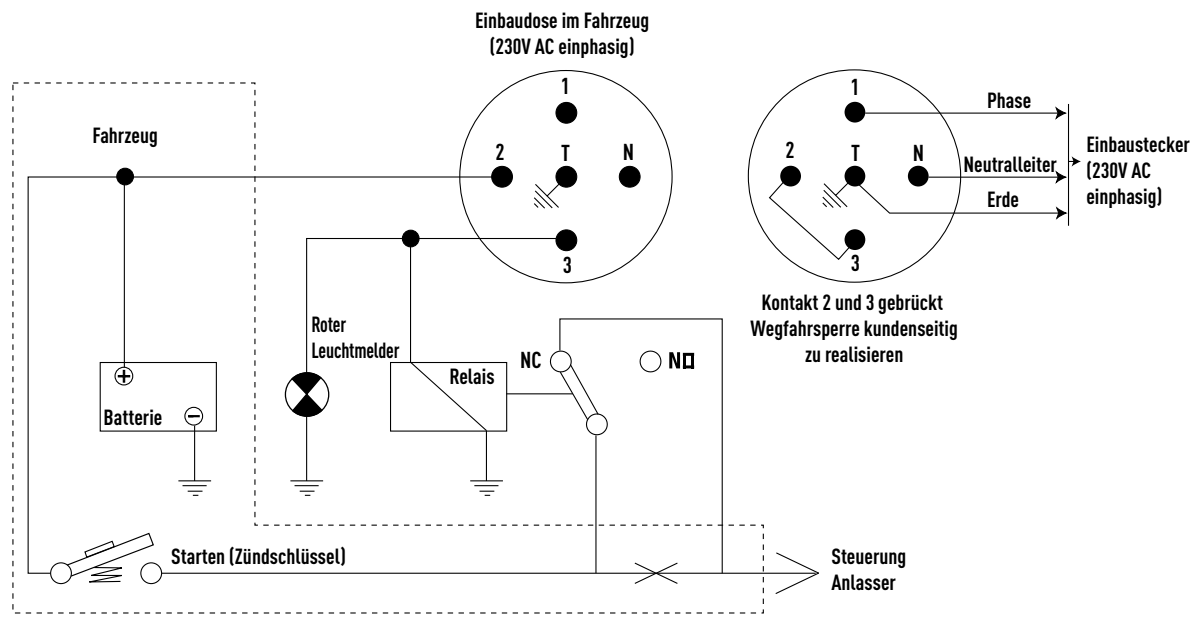 Einbaudose im Fahrzeug
(230V AC einphasig)
1
2
T
N
3
Fahrzeug
1
2
T
N
3
Phase
Neutralleiter
Erde
Einbaustecker
(230V AC
einphasig)
Kontakt 2 und 3 gebrückt
Wegfahrsperre kundenseitig
zu realisieren
Roter
Leuchtmelder
Batterie
+
−
Relais
NC
N◻
Starten (Zündschlüssel)
Steuerung
Anlasser